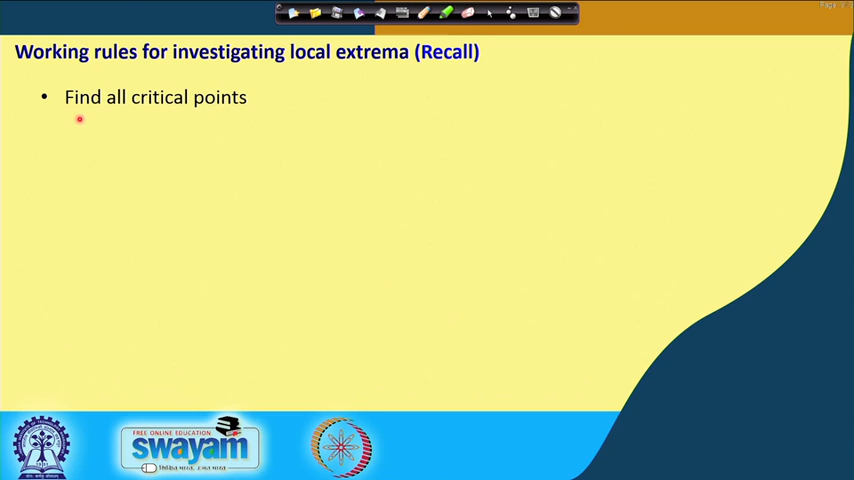 Working rules for investigating local extrema (Recall)
• Find all critical points
FREE ONLINE EDUCATION
swayam